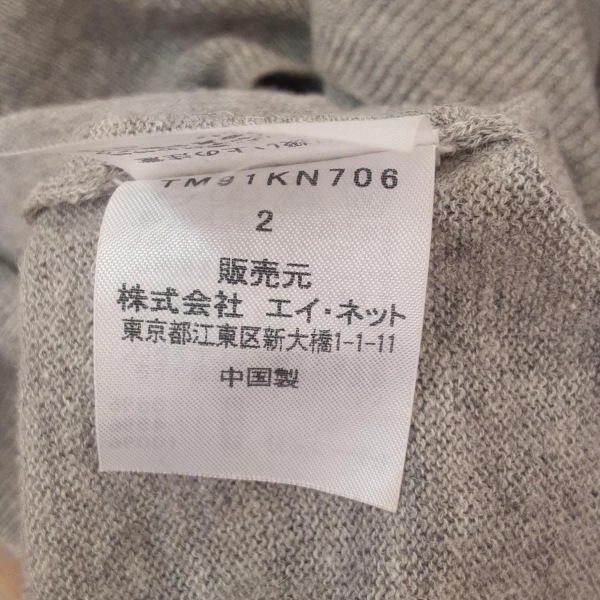 TM91KN706
2
販売元
株式会社 エイ・ネット
東京都江東区新大橋1-1-11
中国製